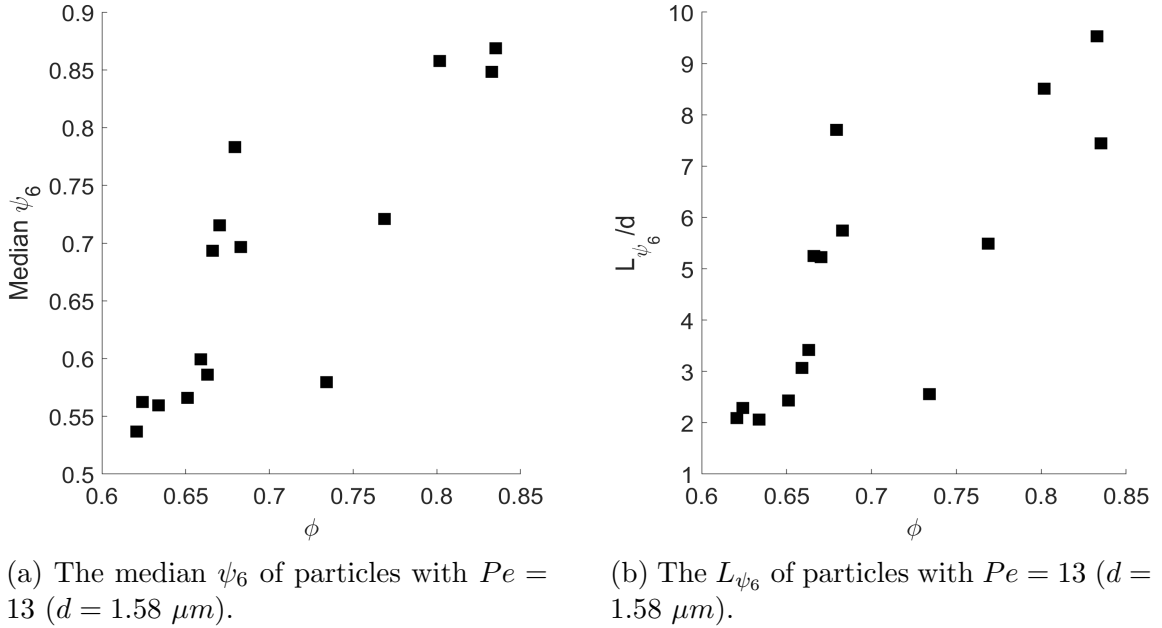 0.9
0.85
0.8
0.75
0.7
0.65
0.6
0.55
0.5
Median ψ6
0.6 0.65 0.7 0.75 0.8 0.85
ϕ
(a) The median ψ6 of particles with Pe =
13 (d = 1.58 μm).
10
9
8
7
6
5
4
3
2
1
Lψ6/d
0.6 0.65 0.7 0.75 0.8 0.85
ϕ
(b) The Lψ6 of particles with Pe = 13 (d =
1.58 μm).